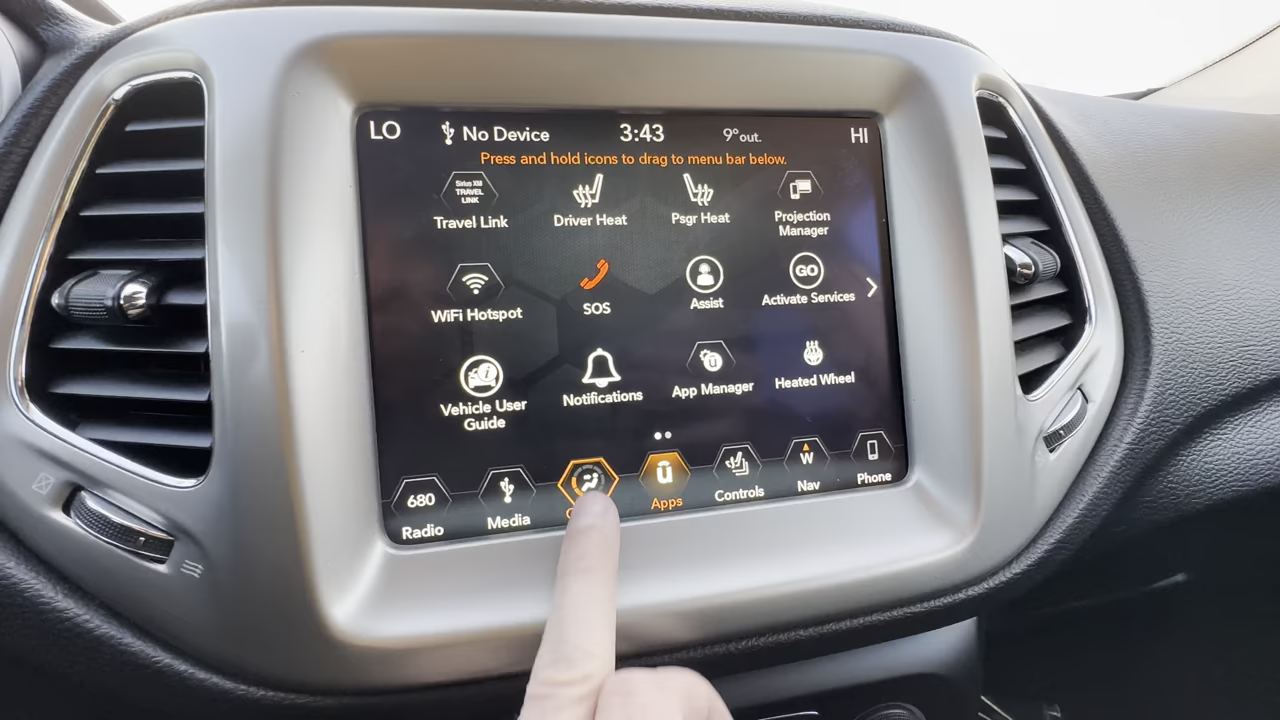 LO No Device 3:43 9° out. HI
Press and hold icons to drag to menu bar below.
Sirius XM
TRAVEL
LINK
Travel Link
Driver Heat
Psgr Heat
Projection
Manager
WiFi Hotspot
SOS
Assist
GO
Activate Services
Vehicle User
Guide
Notifications
App Manager
Heated Wheel
680
Radio
Media
Apps
Controls
W
Nav
Phone